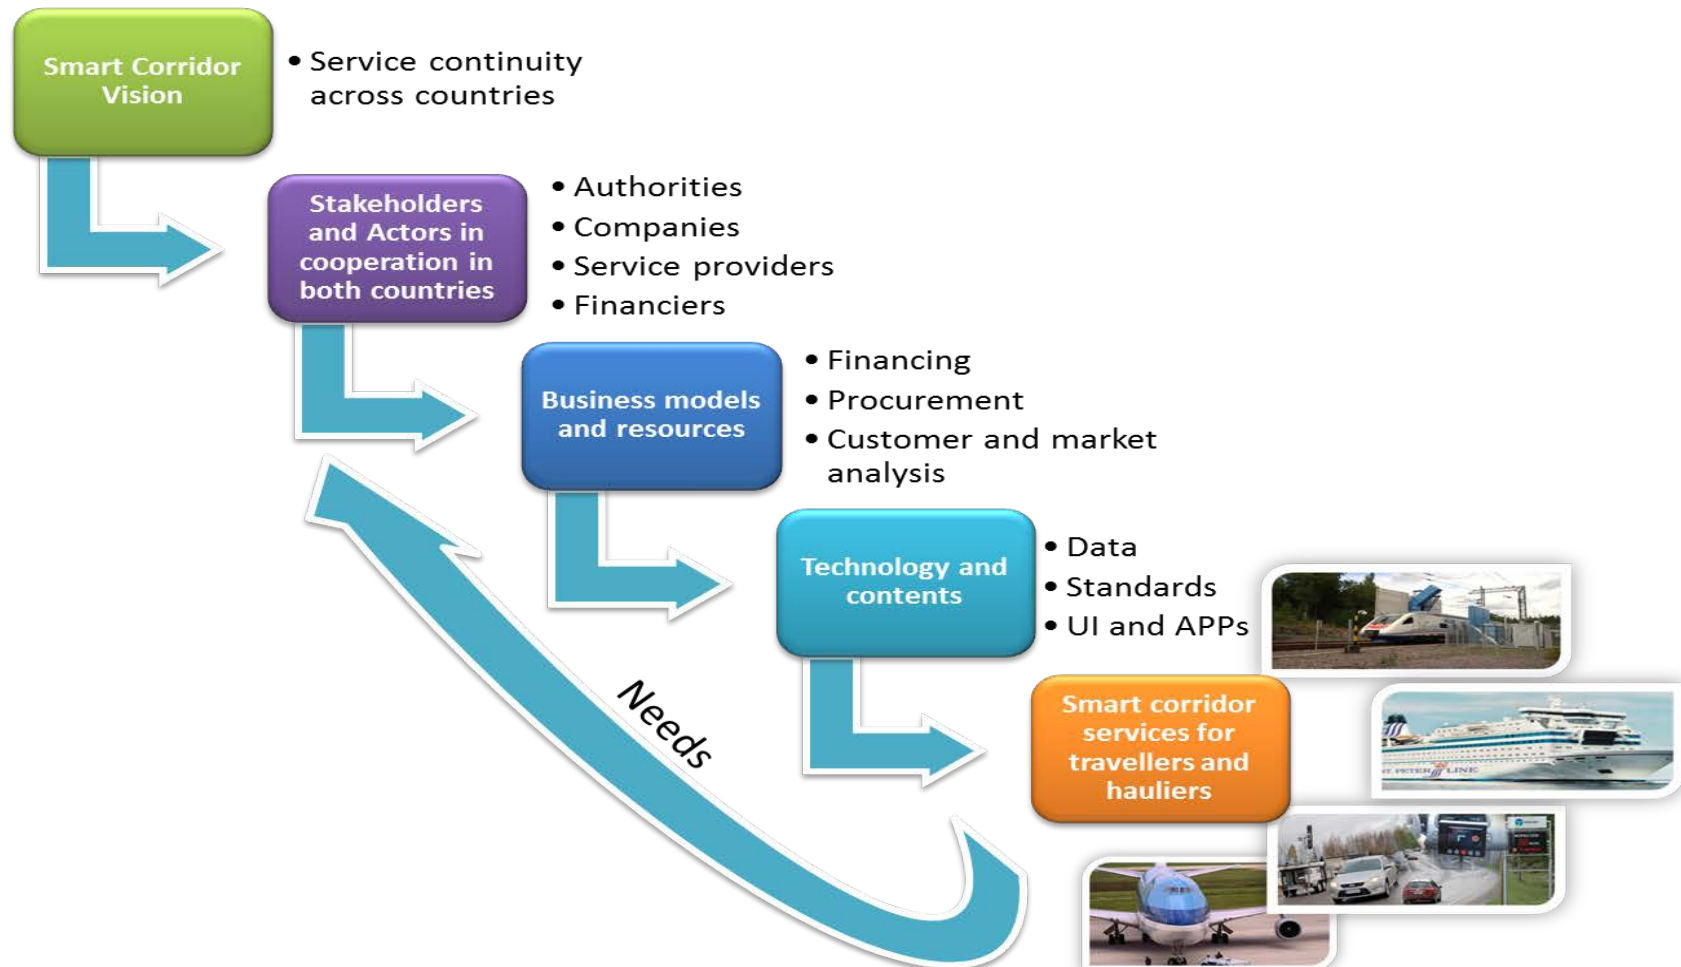 Smart Corridor
Vision
• Service continuity
across countries
Stakeholders
and Actors in
cooperation in
both countries
• Authorities
• Companies
• Service providers
• Financiers
Business models
and resources
• Financing
• Procurement
• Customer and market
analysis
Technology and
contents
• Data
• Standards
• UI and APPs
Smart corridor
services for
travellers and
hauliers
Needs
PETER LINE